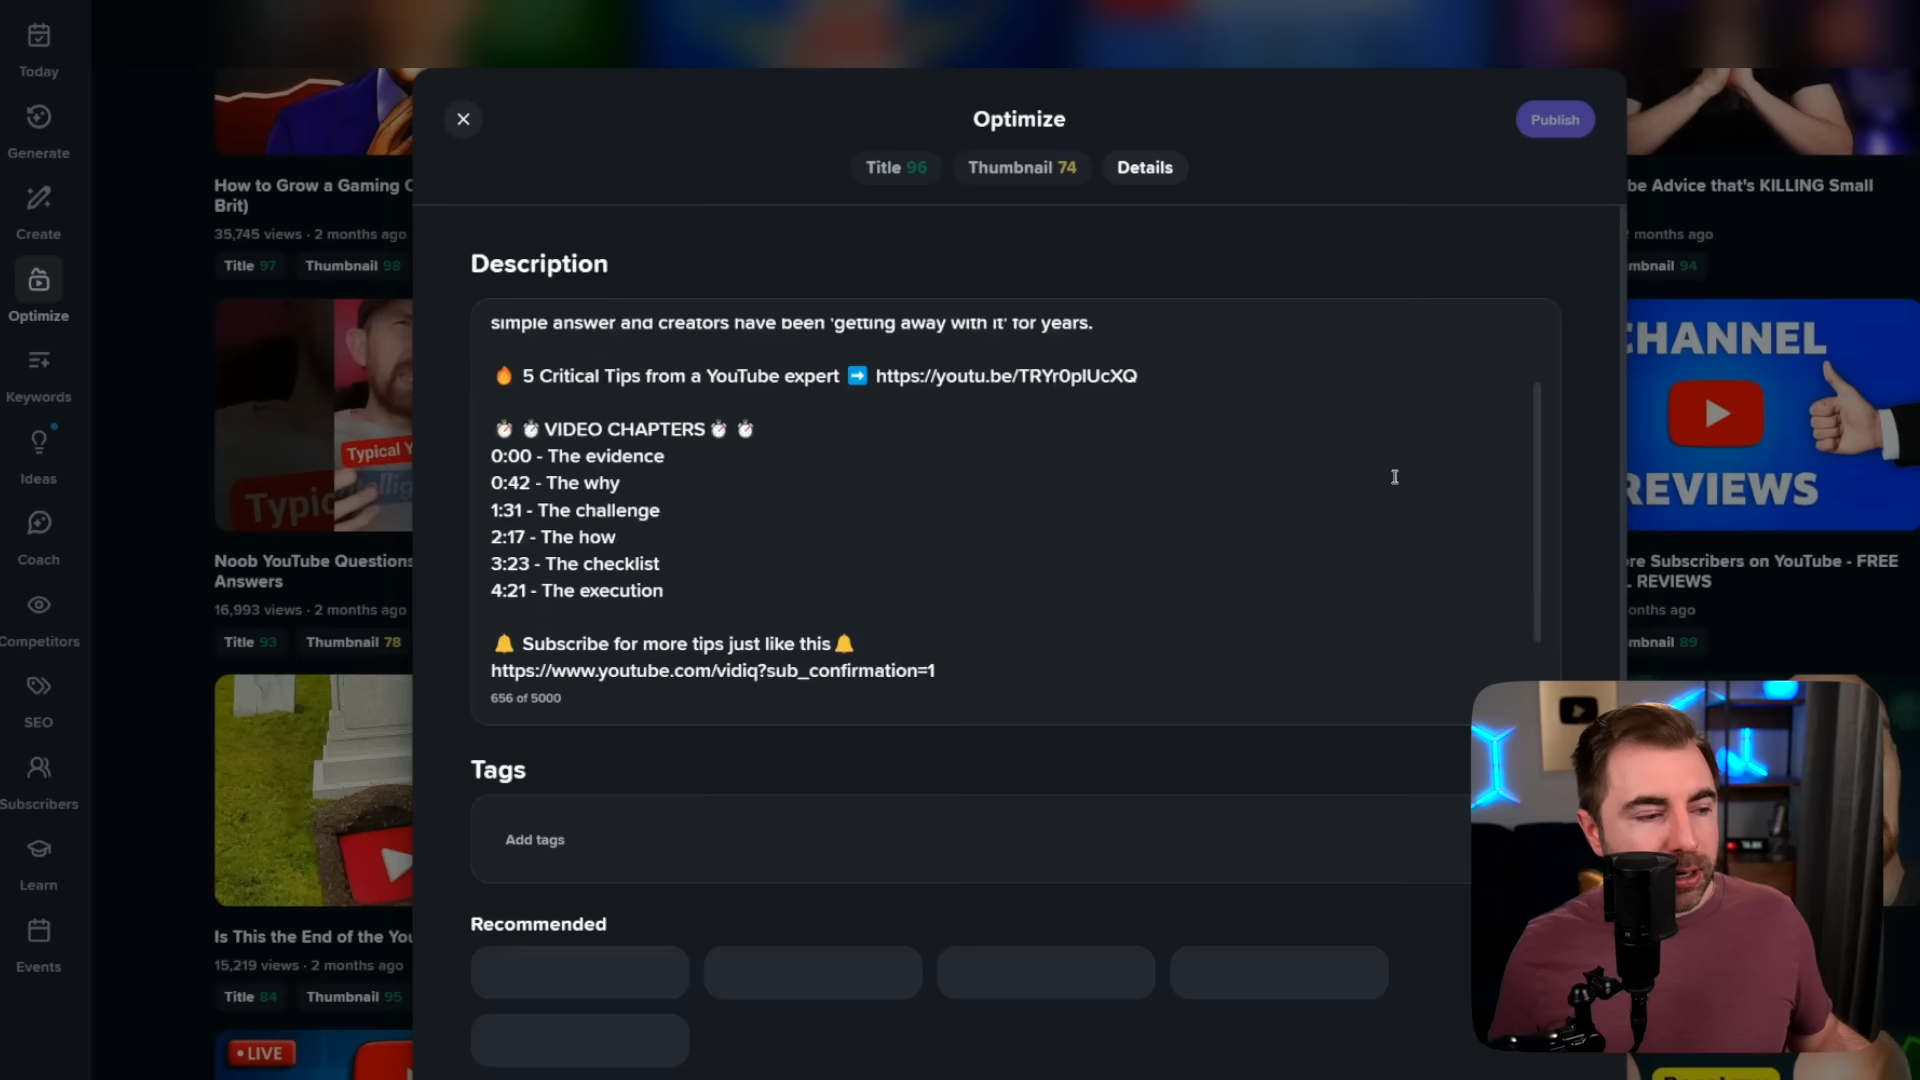 Today
Generate
Create
Optimize
Keywords
Ideas
Coach
Competitors
SEO
Subscribers
Learn
Events
How to Grow a Gaming C
Brit)
35,745 views · 2 months ago
Title 97
Thumbnail 98
Typical Y
Typic
Noob YouTube Questions
Answers
16,993 views · 2 months ago
Title 93
Thumbnail 78
Is This the End of the You
15,219 views · 2 months ago
Title 84
Thumbnail 95
• LIVE
Optimize
Publish
Title 96
Thumbnail 74
Details
Description
simple answer and creators have been 'getting away with it' for years.
🔥 5 Critical Tips from a YouTube expert ➡️ https://youtu.be/TRYr0plUcXQ
⏱️ ⏱️ VIDEO CHAPTERS ⏱️ ⏱️
0:00 - The evidence
0:42 - The why
1:31 - The challenge
2:17 - The how
3:23 - The checklist
4:21 - The execution
🔔 Subscribe for more tips just like this 🔔
https://www.youtube.com/vidiq?sub_confirmation=1
656 of 5000
Tags
Add tags
Recommended
be Advice that's KILLING Small
months ago
mbnail 94
CHANNEL
REVIEWS
re Subscribers on YouTube - FREE
L REVIEWS
onths ago
mbnail 89